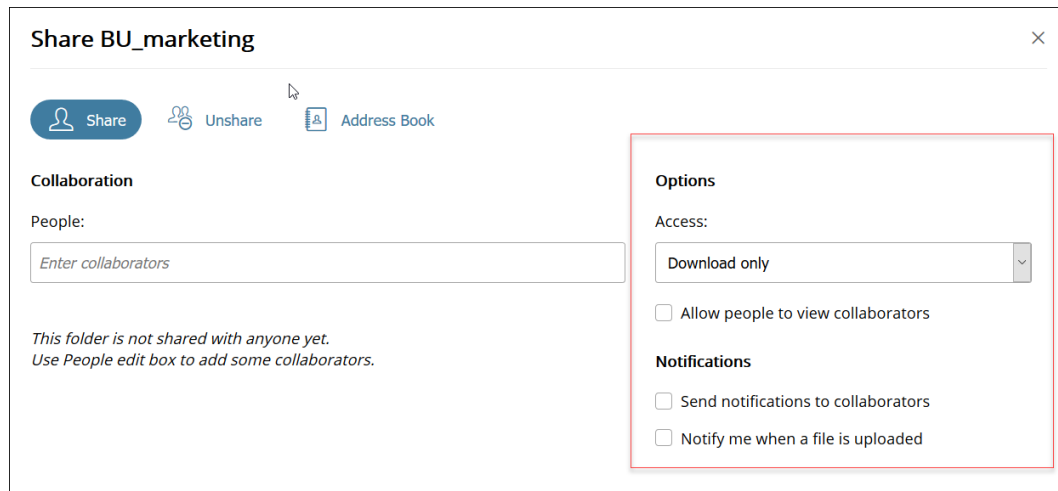 Share BU_marketing
Share
Unshare
Address Book
Collaboration
People:
Enter collaborators
This folder is not shared with anyone yet.
Use People edit box to add some collaborators.
Options
Access:
Download only
Allow people to view collaborators
Notifications
Send notifications to collaborators
Notify me when a file is uploaded